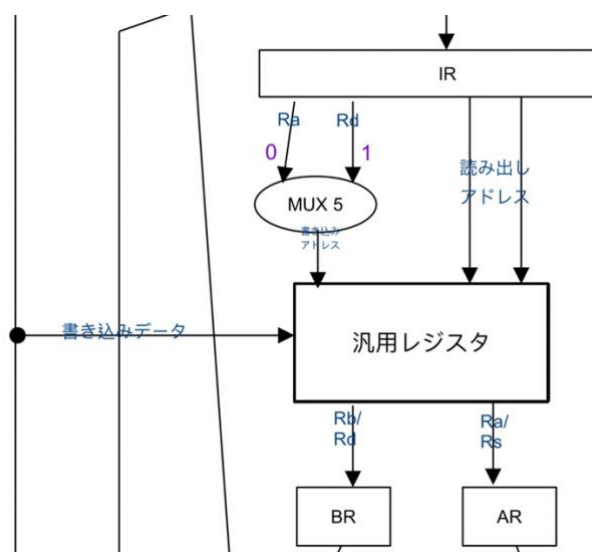 IR
Ra
Rd
0
1
読み出し
アドレス
MUX 5
書き込み
アドレス
書き込みデータ
汎用レジスタ
Rb/
Rd
Ra/
Rs
BR
AR